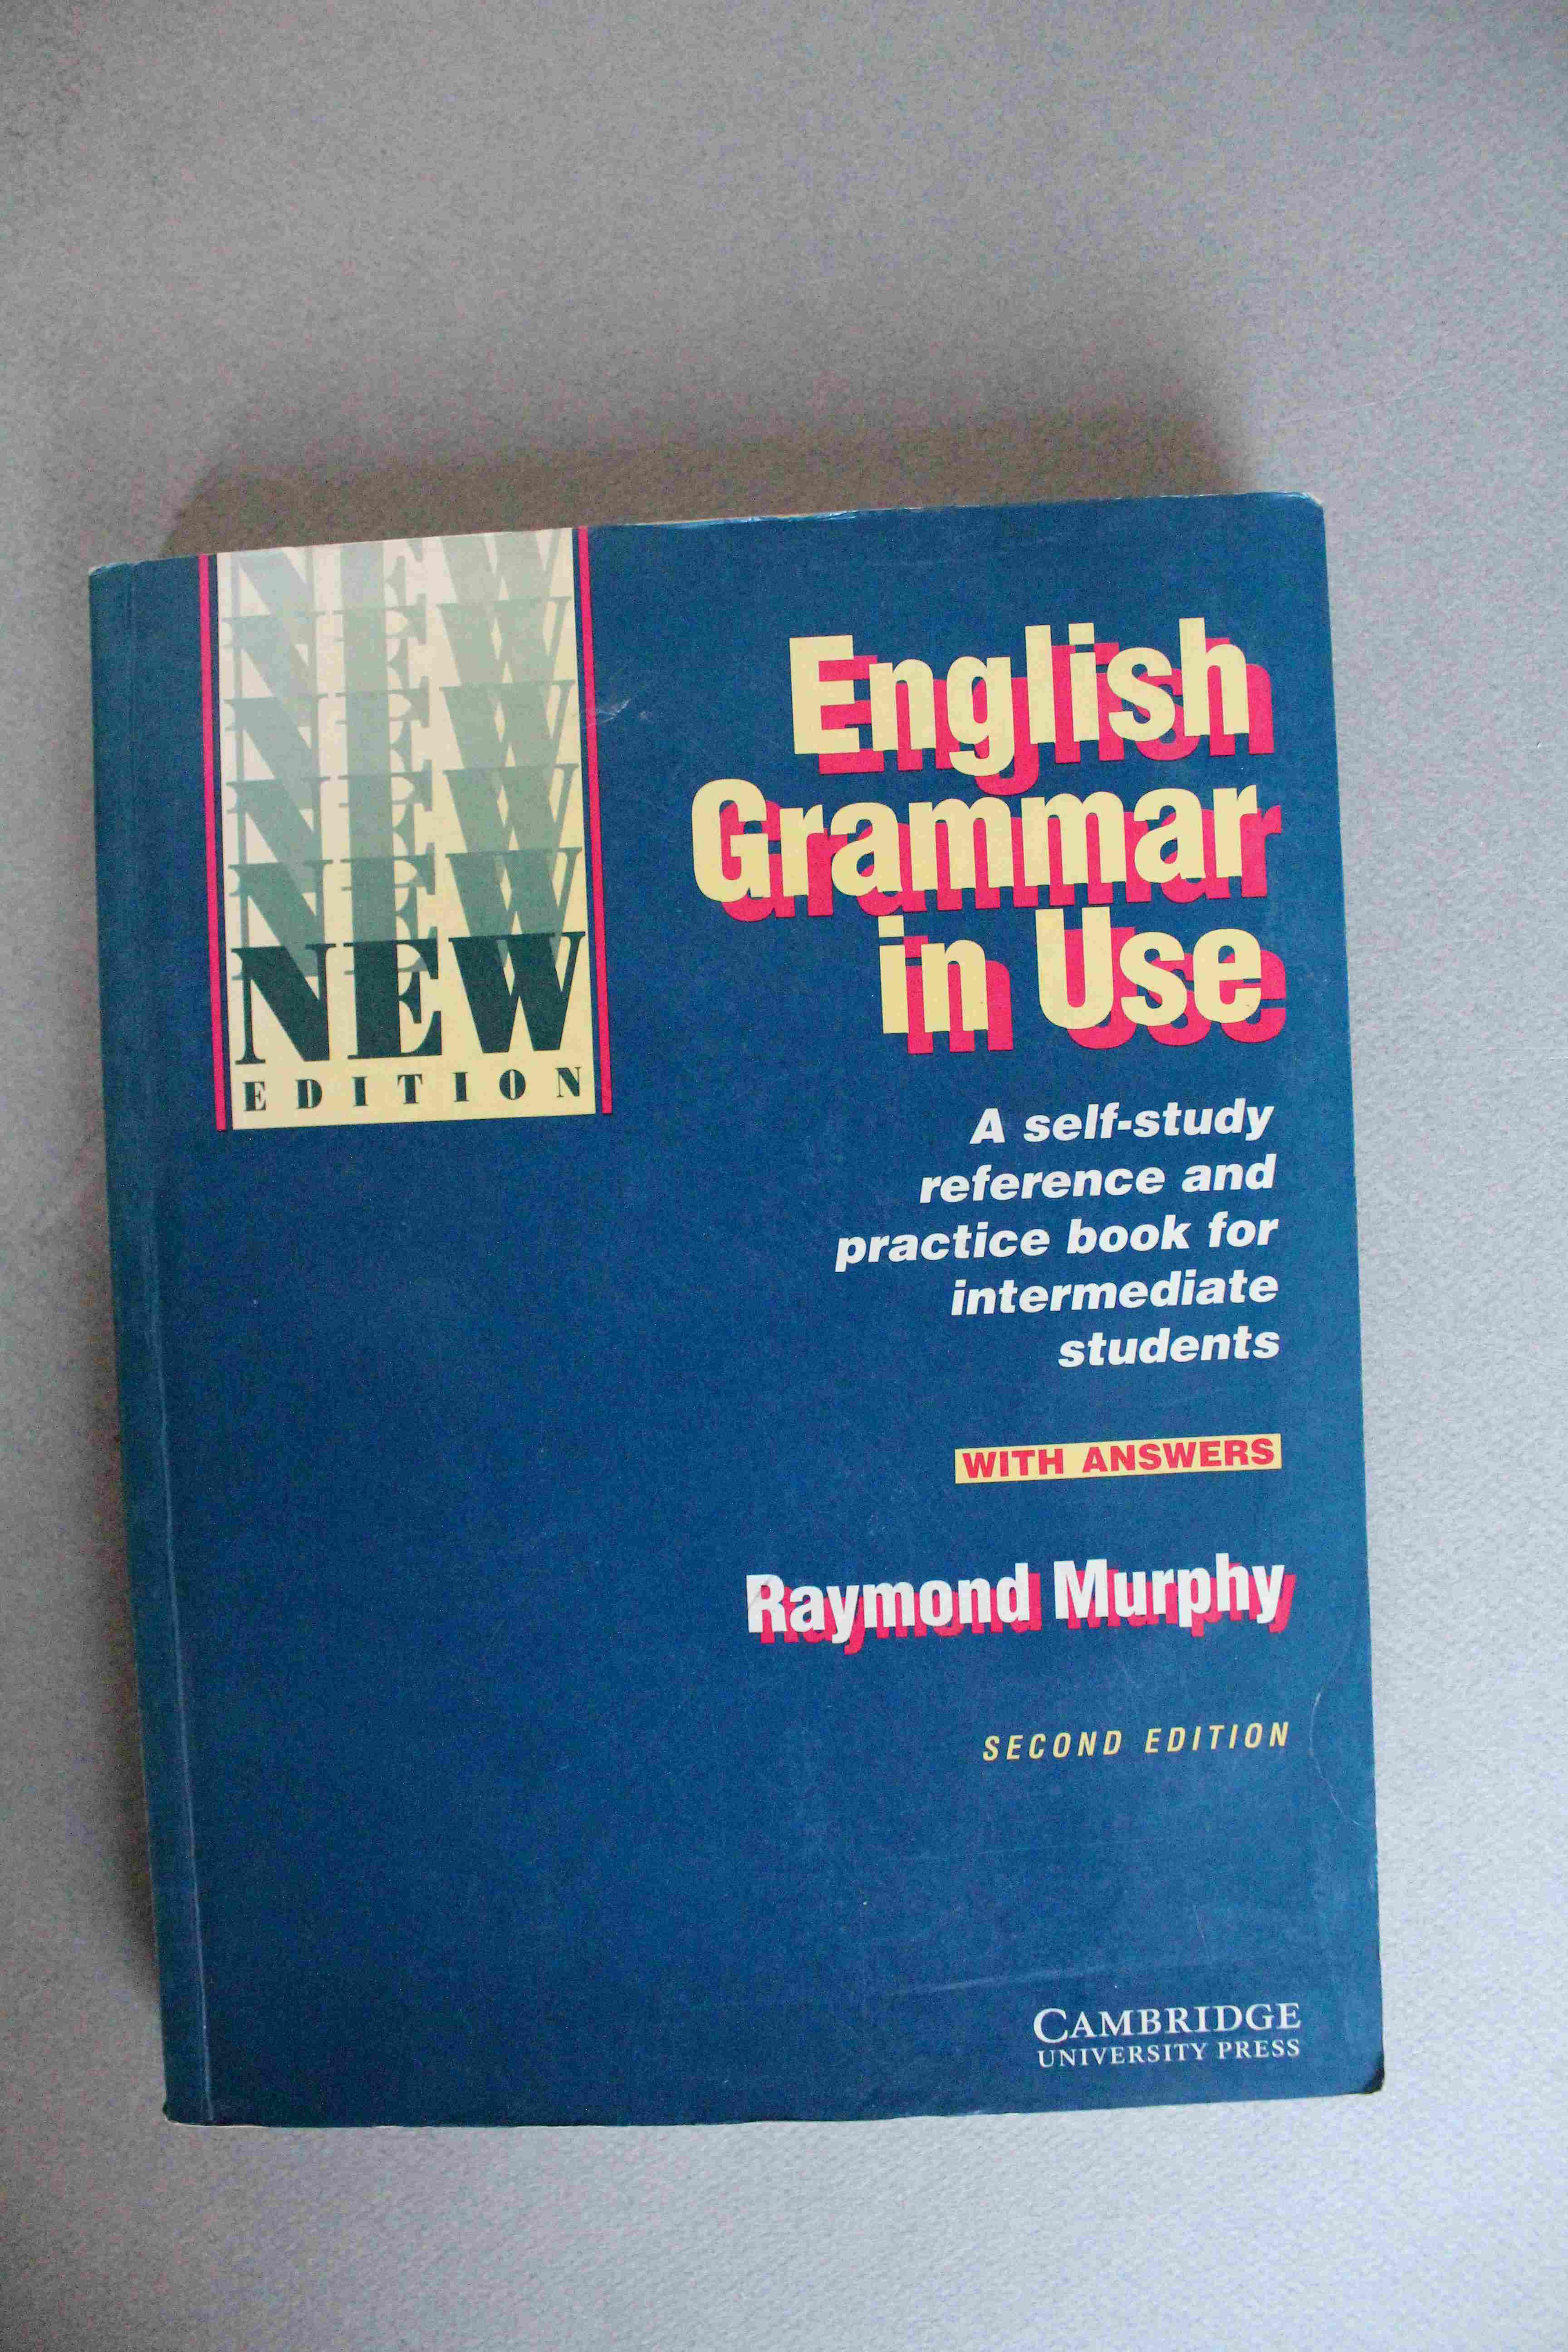 NEW
NEW
NEW
NEW
NEW
NEW
EDITION
English
Grammar
in Use
A self-study
reference and
practice book for
intermediate
students
WITH ANSWERS
Raymond Murphy
SECOND EDITION
CAMBRIDGE
UNIVERSITY PRESS